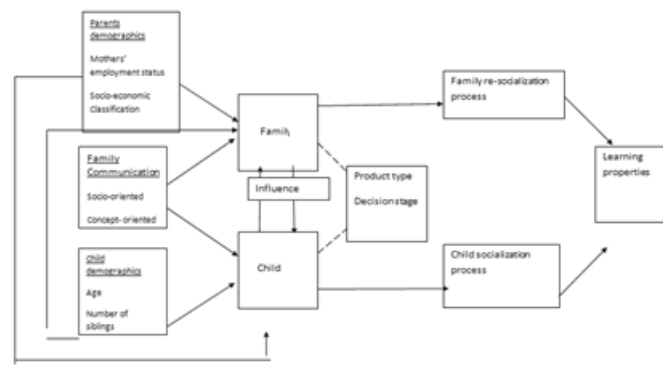 Parents
demographics
Mothers'
employment status
Socio-economic
Classification
Family
Communication
Socio-oriented
Concept- oriented
Child
demographics
Age
Number of
siblings
Family
Influence
Child
Product type
Decision stage
Family re-socialization
process
Child socialization
process
Learning
properties